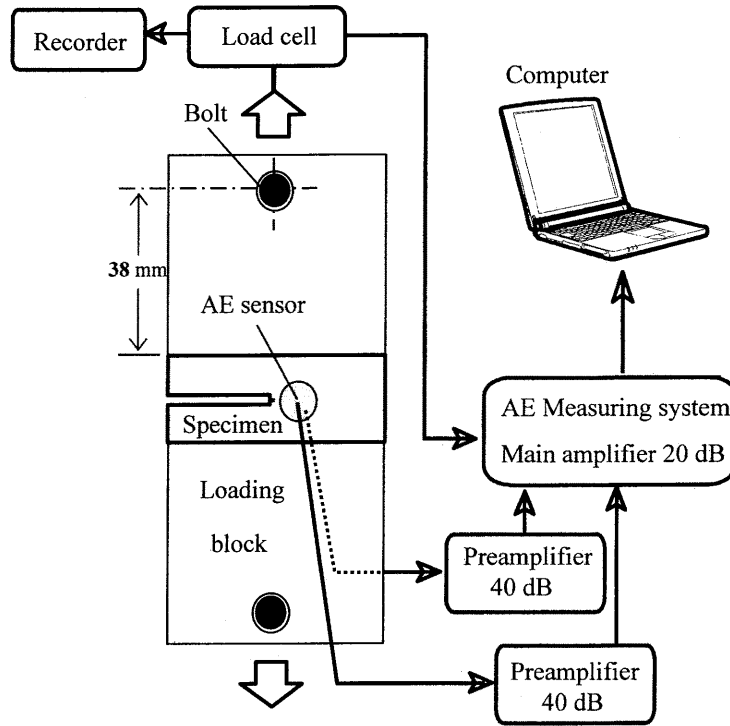 Recorder
Load cell
Computer
Bolt
38 mm
AE sensor
Specimen
AE Measuring system
Main amplifier 20 dB
Loading
block
Preamplifier
40 dB
Preamplifier
40 dB